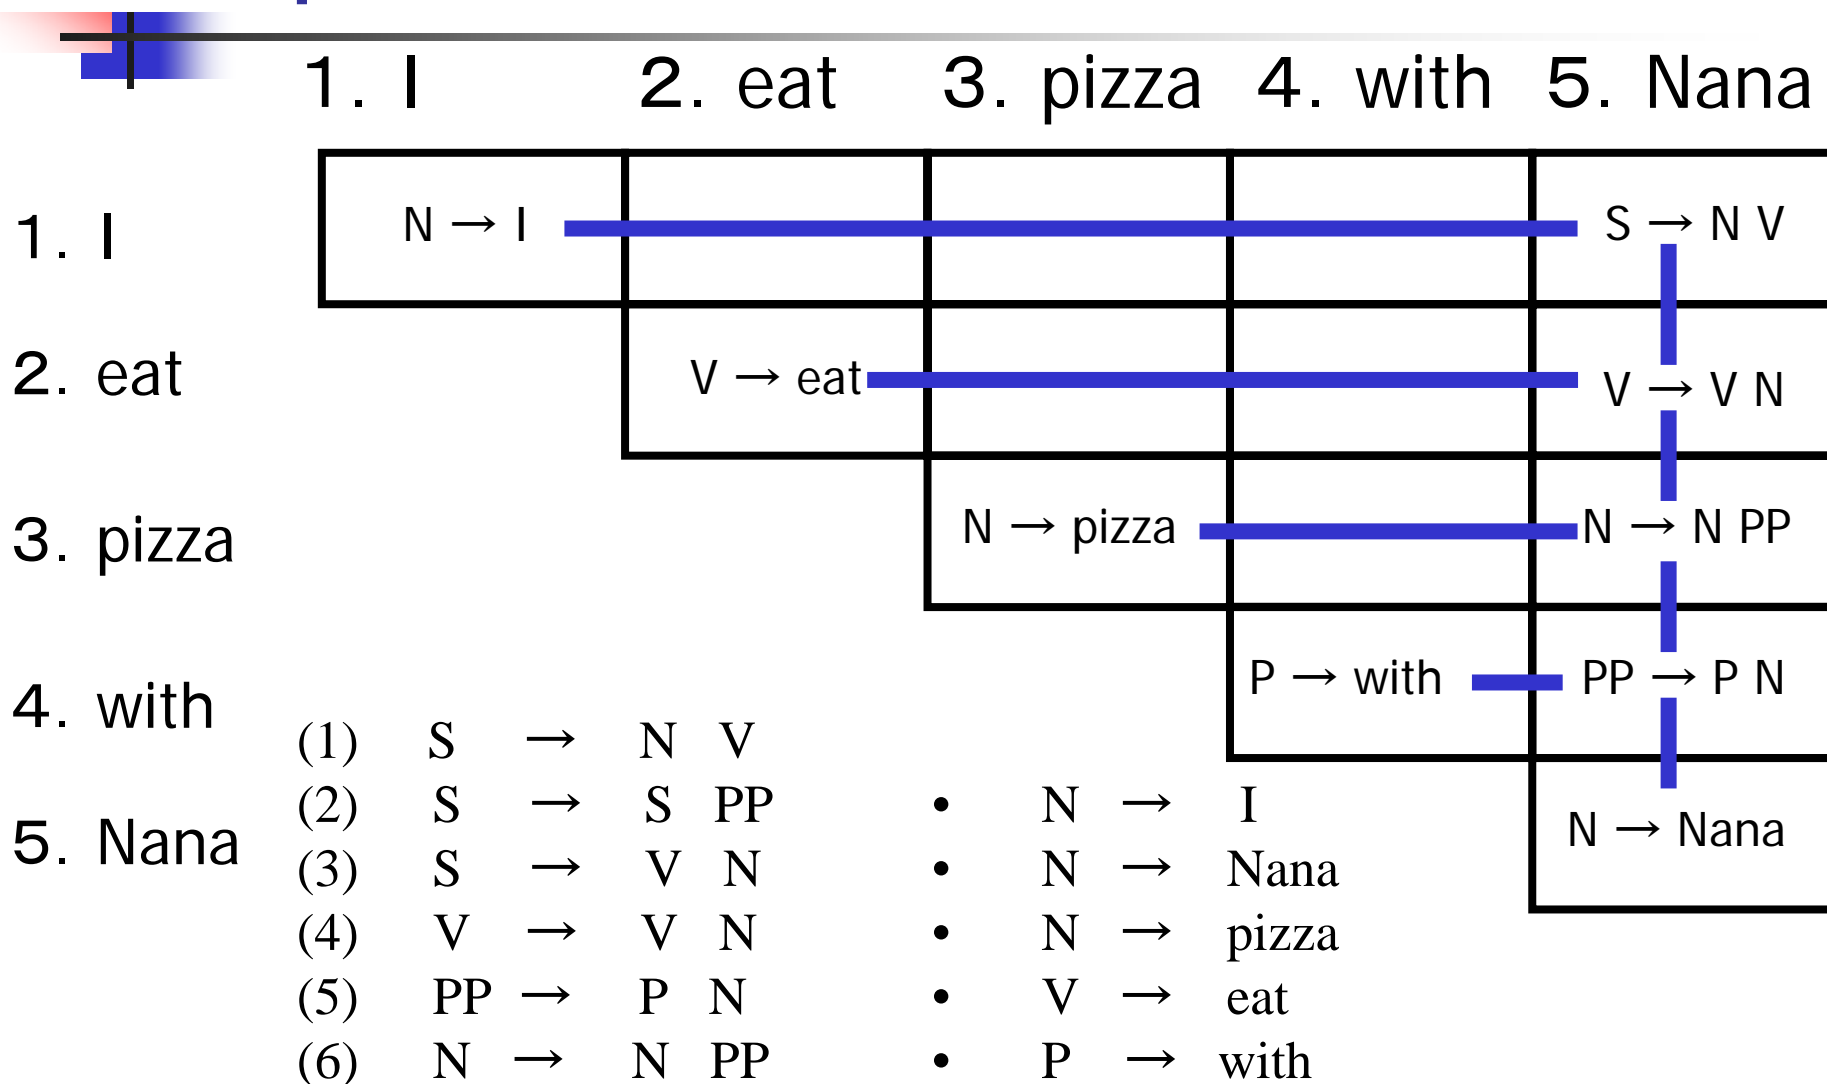 1. I 2. eat 3. pizza 4. with 5. Nana
1. I N → I S → N V
2. eat V → eat V → V N
3. pizza N → pizza N → N PP
4. with P → with PP → P N
5. Nana N → Nana
(1) S → N V
(2) S → S PP • N → I
(3) S → V N • N → Nana
(4) V → V N • N → pizza
(5) PP → P N • V → eat
(6) N → N PP • P → with